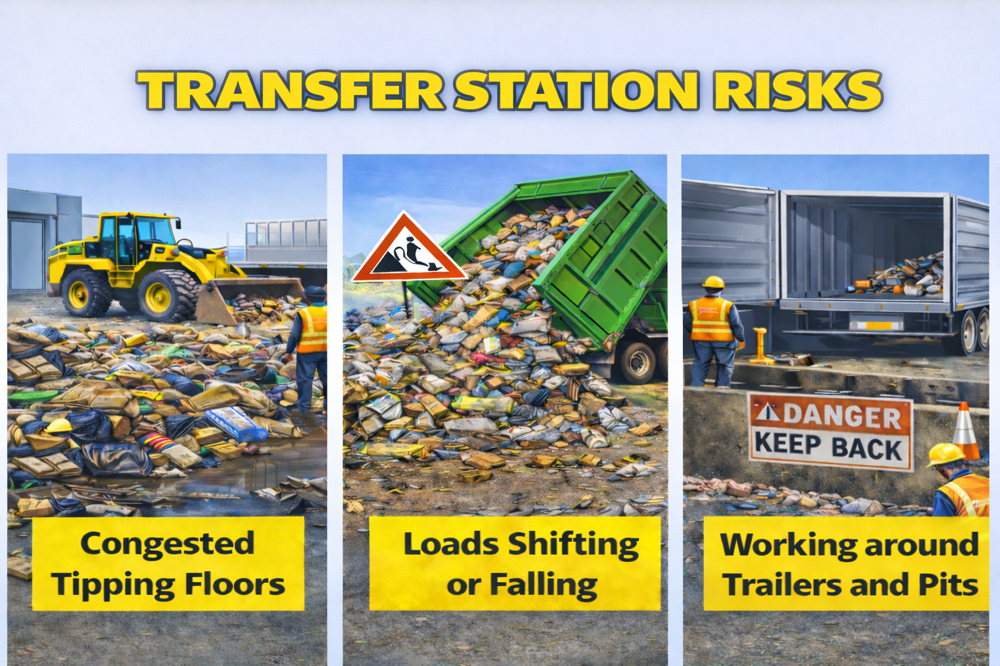 TRANSFER STATION RISKS
DANGER
KEEP BACK
Congested
Tipping Floors
Loads Shifting
or Falling
Working around
Trailers and Pits